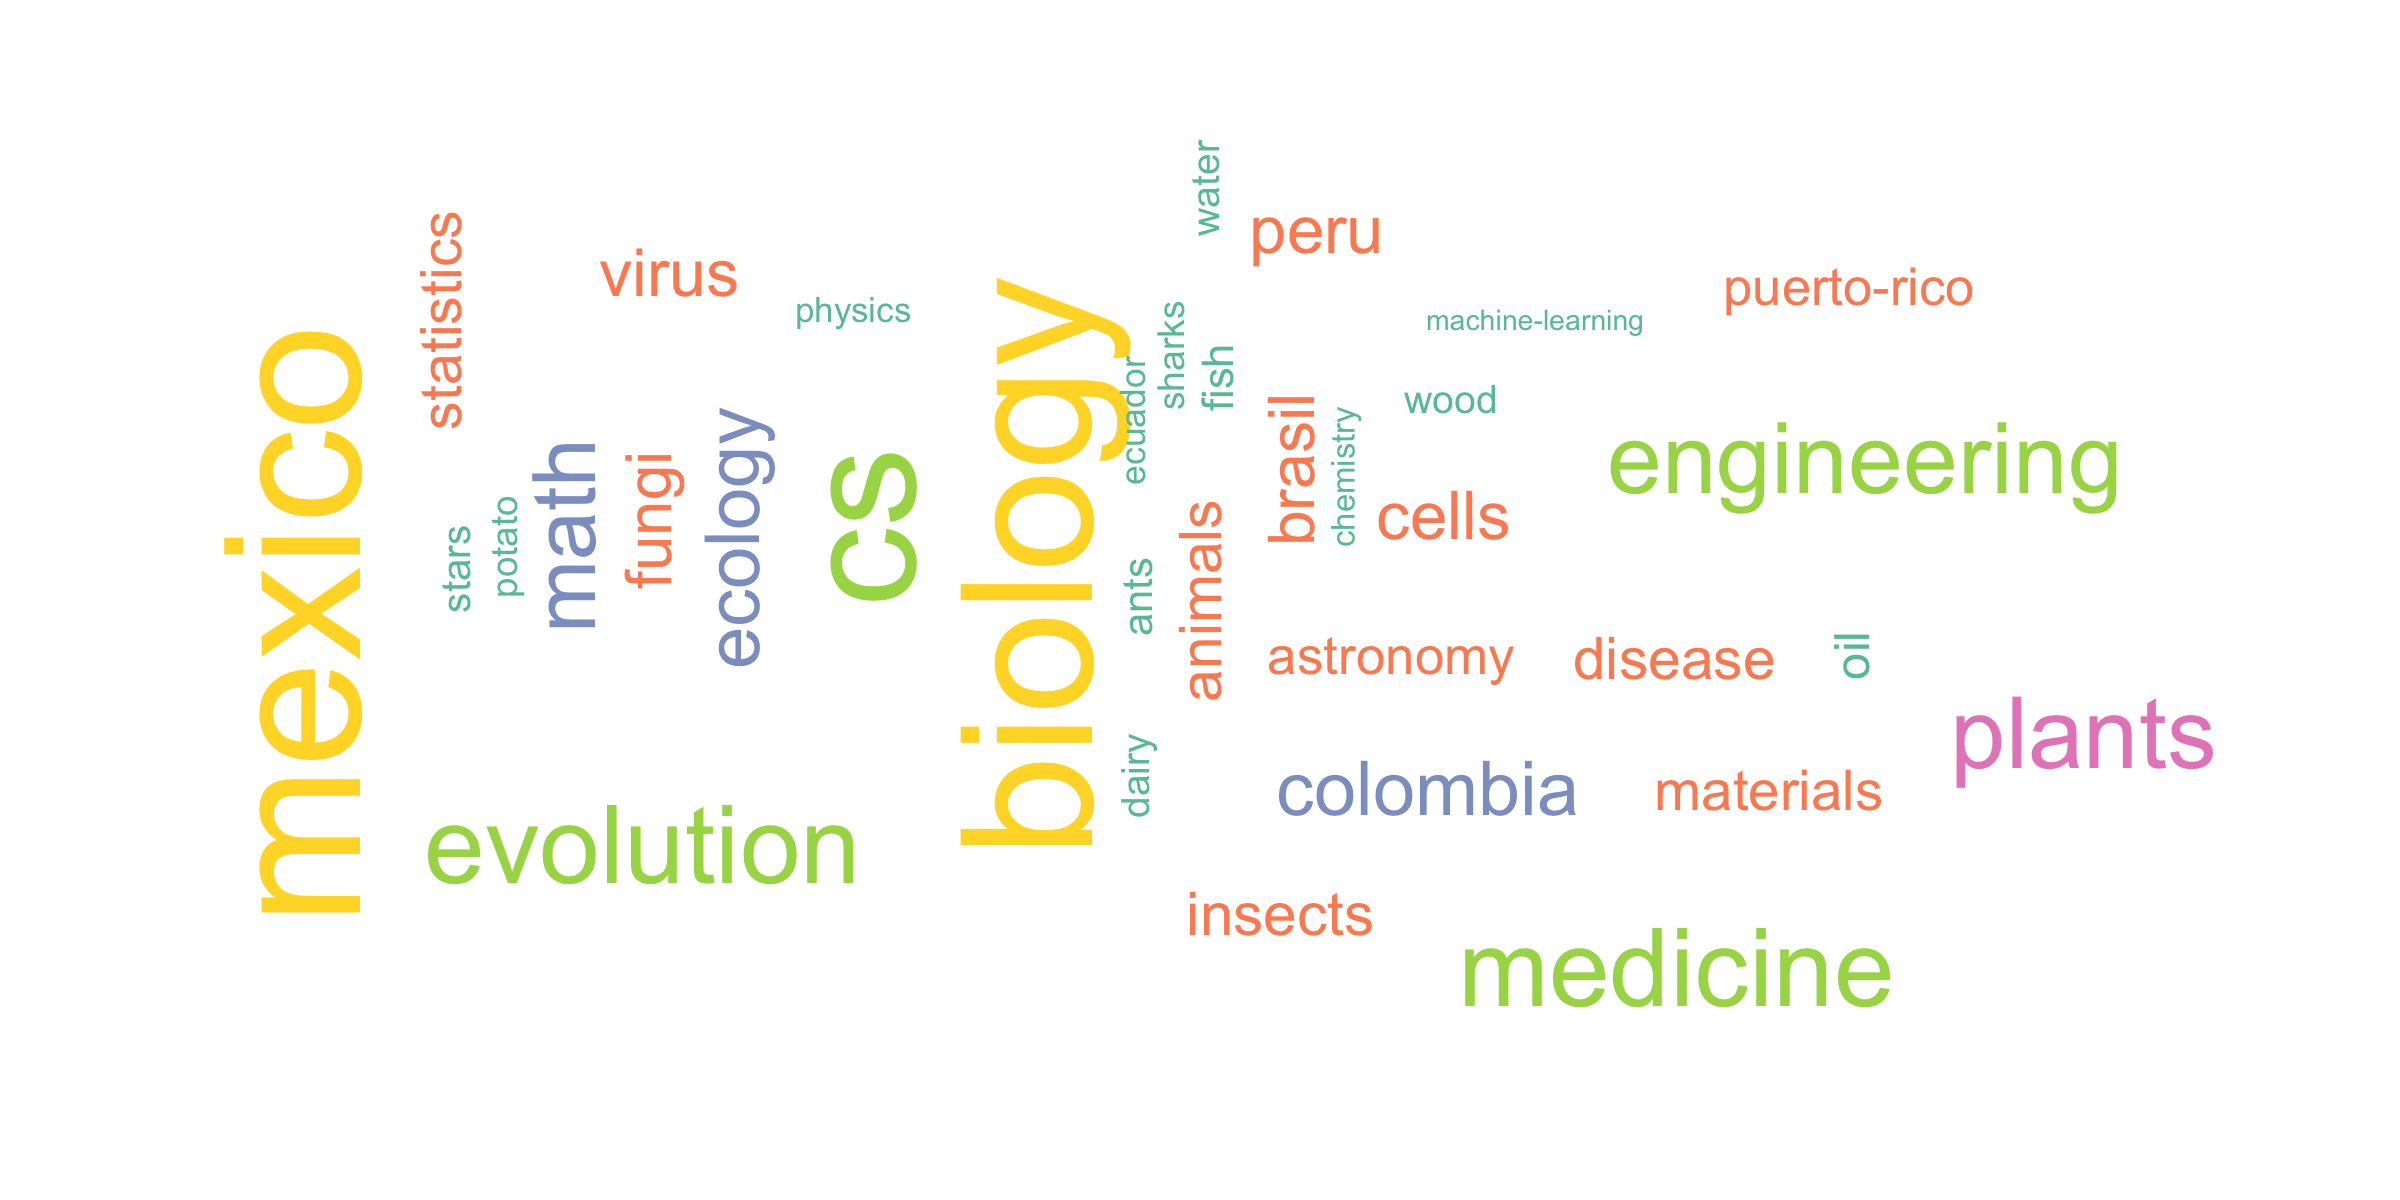 mexico
statistics
stars
potato
math
virus
fungi
ecology
physics
cs
evolution
biology
water
sharks
fish
ecuador
ants
dairy
animals
peru
brasil
chemistry
machine-learning
wood
cells
puerto-rico
engineering
astronomy
disease
oil
plants
colombia
materials
insects
medicine